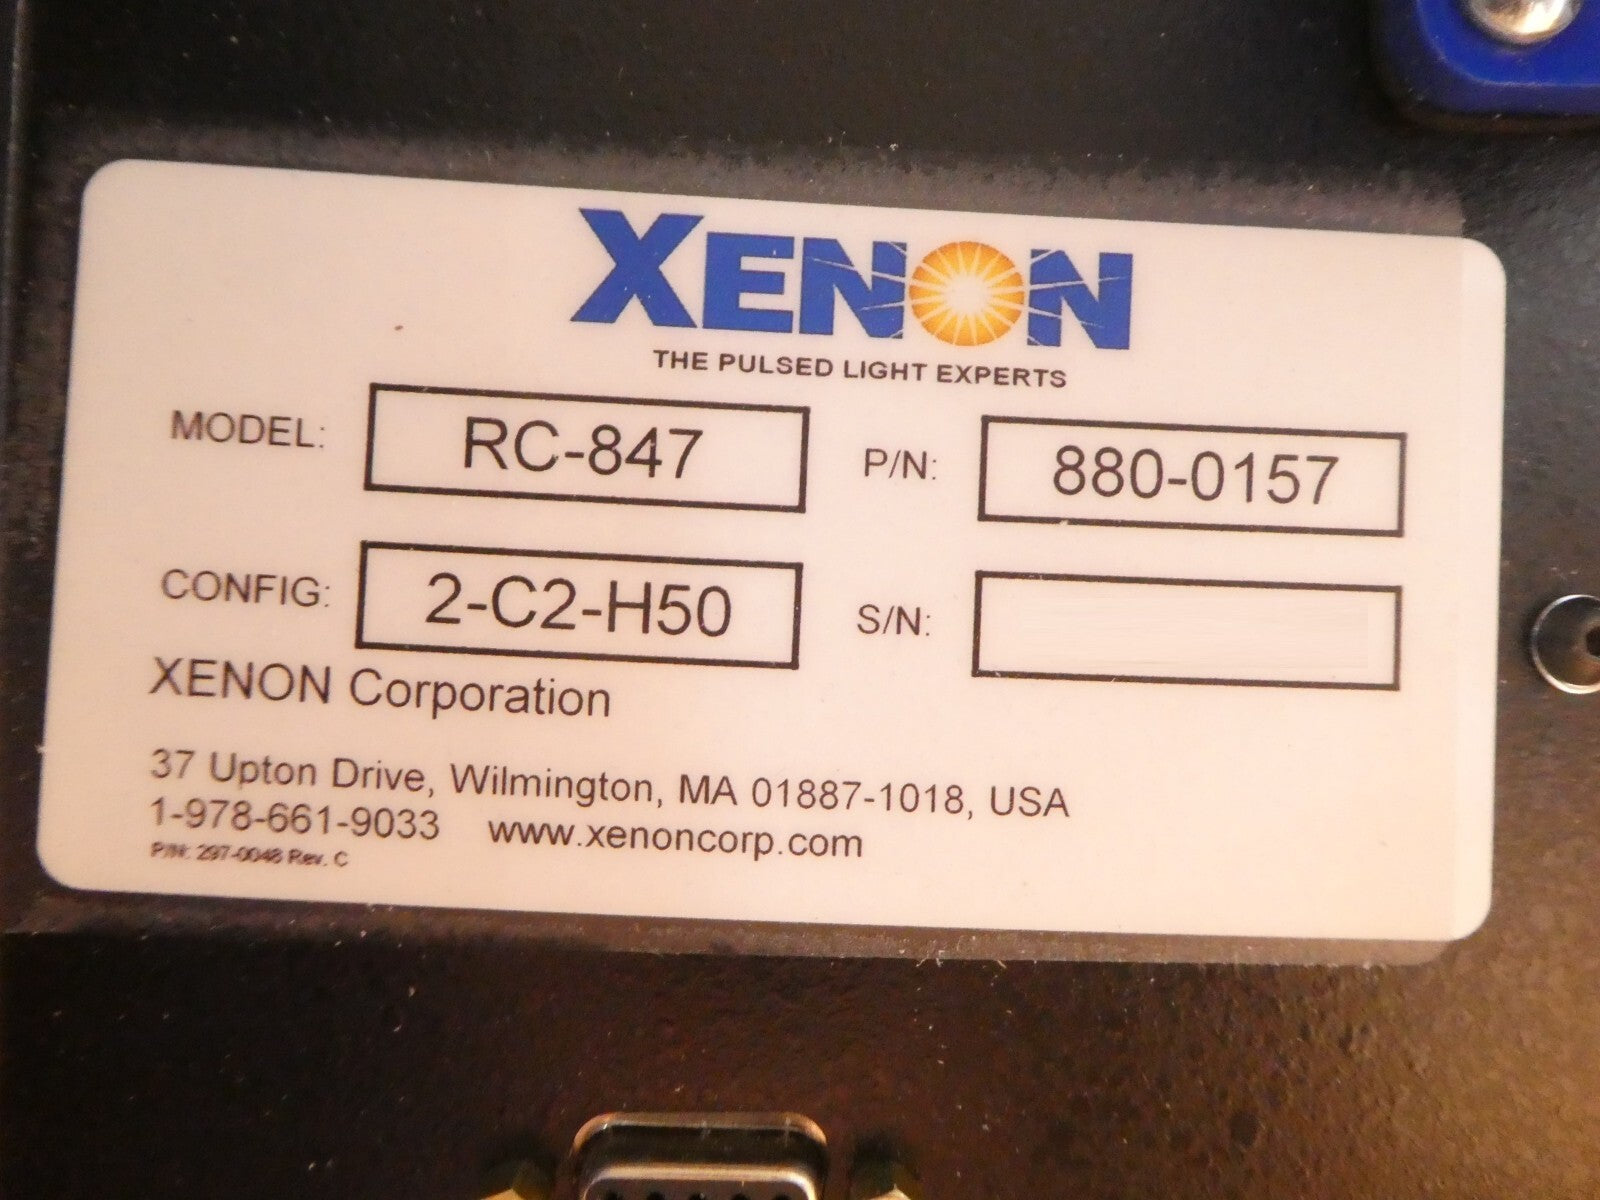 XENON
THE PULSED LIGHT EXPERTS
MODEL: RC-847 P/N: 880-0157
CONFIG: 2-C2-H50 S/N:
XENON Corporation
37 Upton Drive, Wilmington, MA 01887-1018, USA
1-978-661-9033 www.xenoncorp.com
P/N: 297-0048 Rev. C